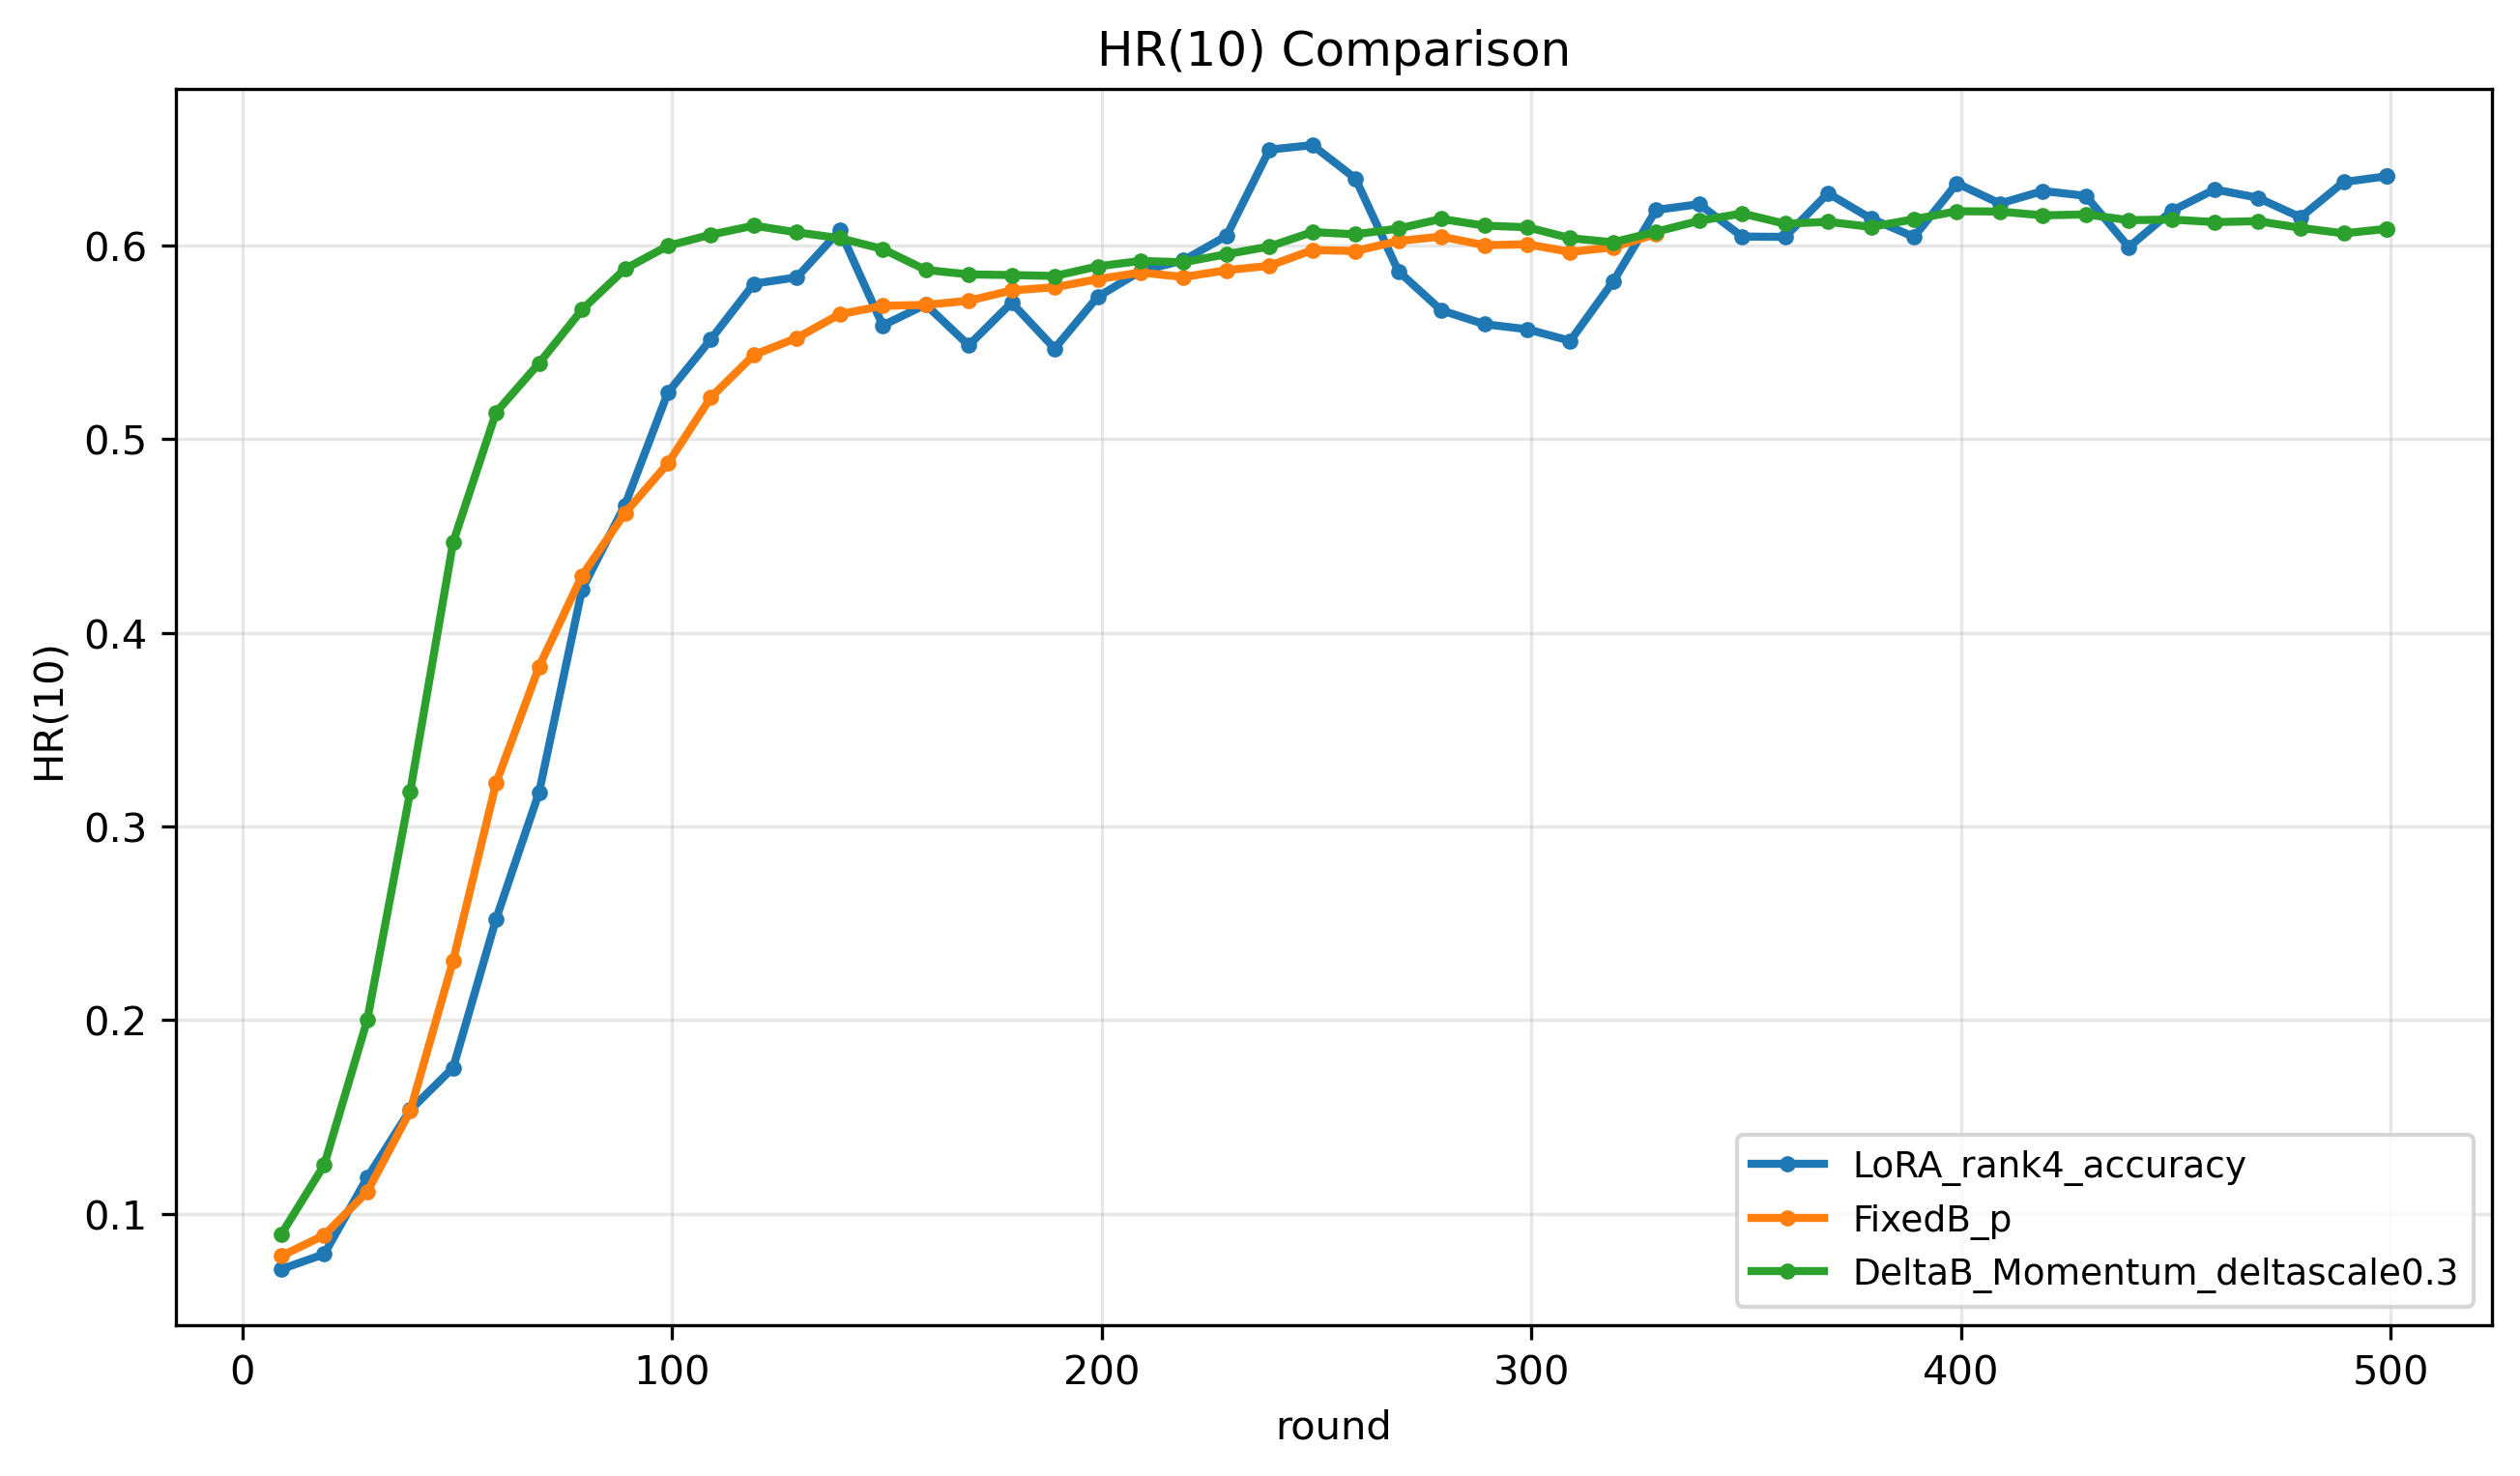 HR(10) Comparison
HR(10)
0.6
0.5
0.4
0.3
0.2
0.1
0 100 200 300 400 500
round
LoRA_rank4_accuracy
FixedB_p
DeltaB_Momentum_deltascale0.3